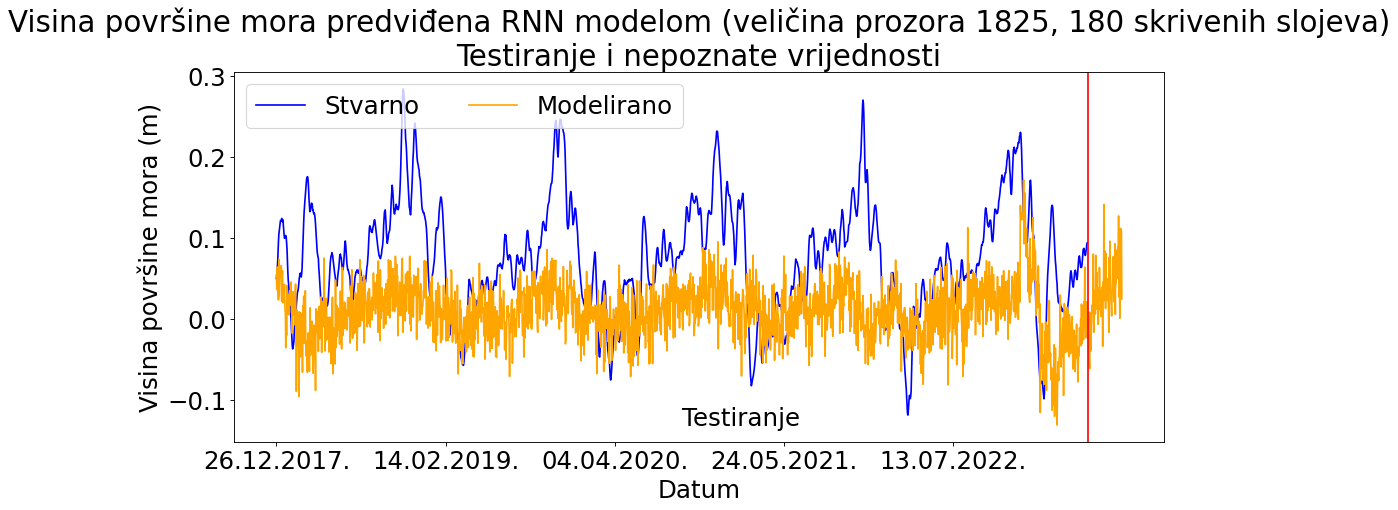 Visina površine mora predviđena RNN modelom (veličina prozora 1825, 180 skrivenih slojeva)
Testiranje i nepoznate vrijednosti
Stvarno Modelirano
Visina površine mora (m)
0.3
0.2
0.1
0.0
−0.1
Testiranje
26.12.2017. 14.02.2019. 04.04.2020. 24.05.2021. 13.07.2022.
Datum